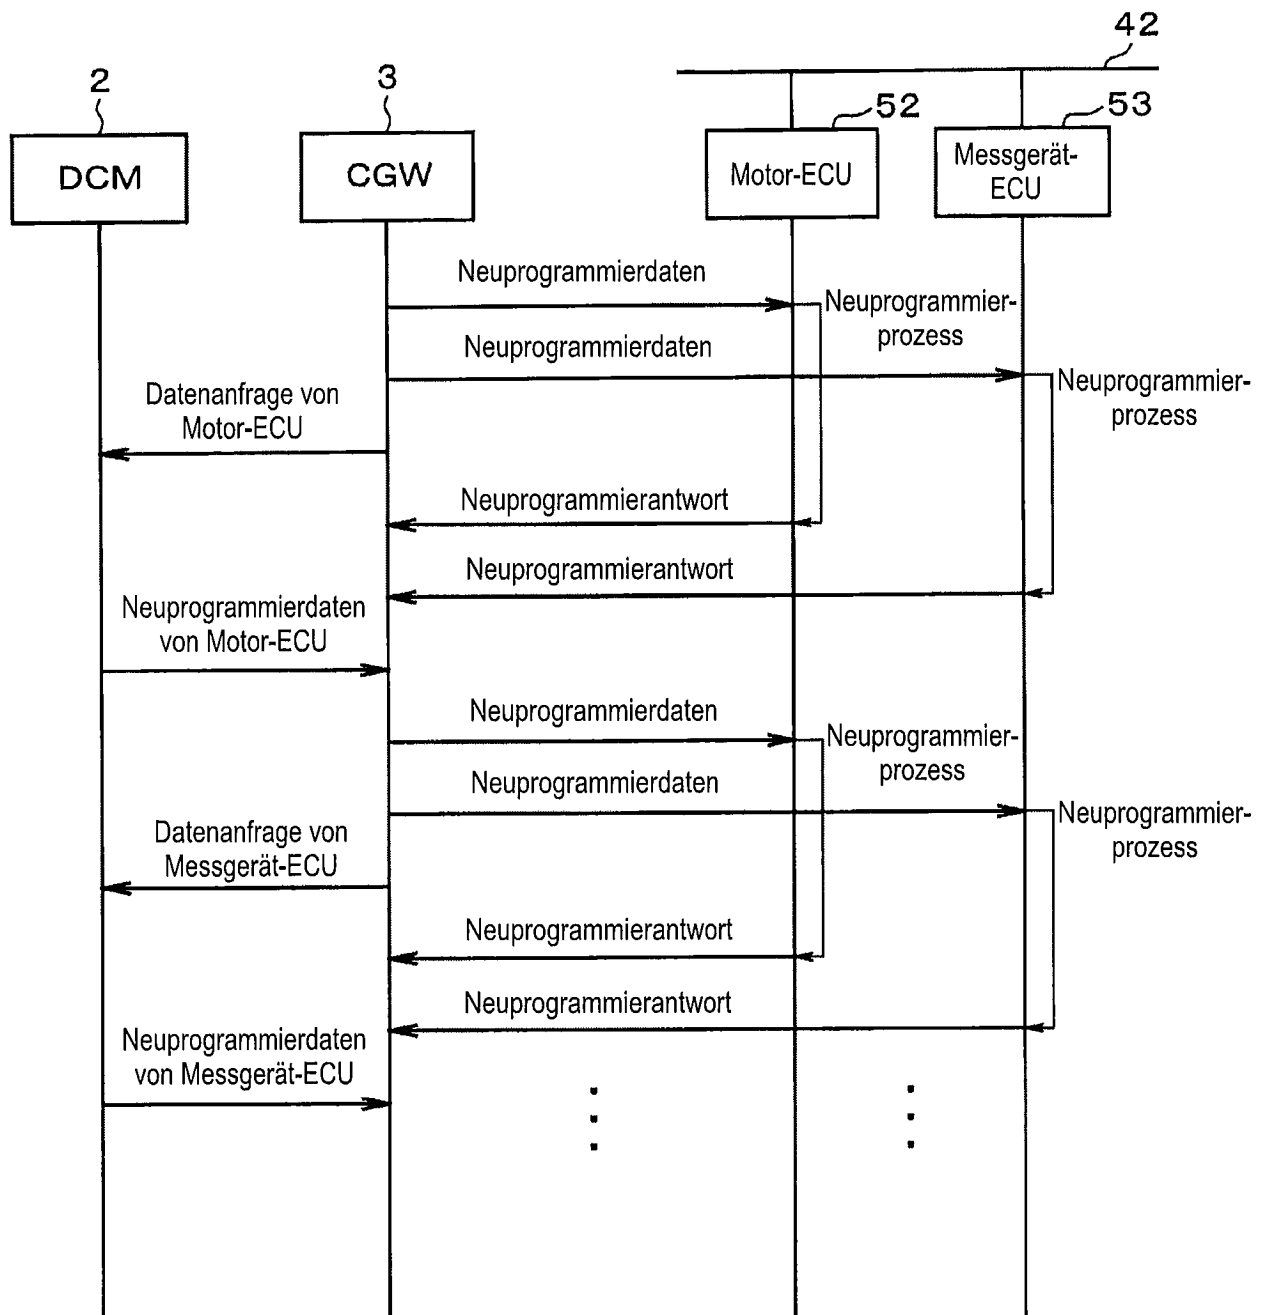 42
2
3
52
53
DCM
CGW
Motor-ECU
Messgerät-
ECU
Neuprogrammierdaten
Neuprogrammier-
prozess
Neuprogrammierdaten
Neuprogrammier-
prozess
Datenanfrage von
Motor-ECU
Neuprogrammierantwort
Neuprogrammierantwort
Neuprogrammierdaten
von Motor-ECU
Neuprogrammierdaten
Neuprogrammier-
prozess
Neuprogrammierdaten
Neuprogrammier-
prozess
Datenanfrage von
Messgerät-ECU
Neuprogrammierantwort
Neuprogrammierantwort
Neuprogrammierdaten
von Messgerät-ECU